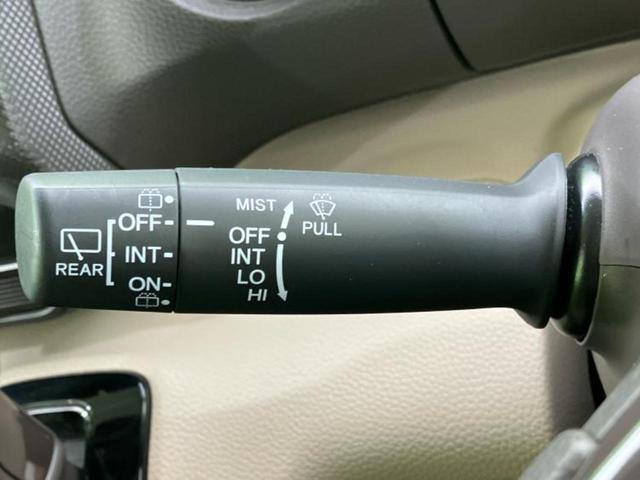 REAR
OFF
INT
ON
MIST
OFF
INT
LO
HI
PULL